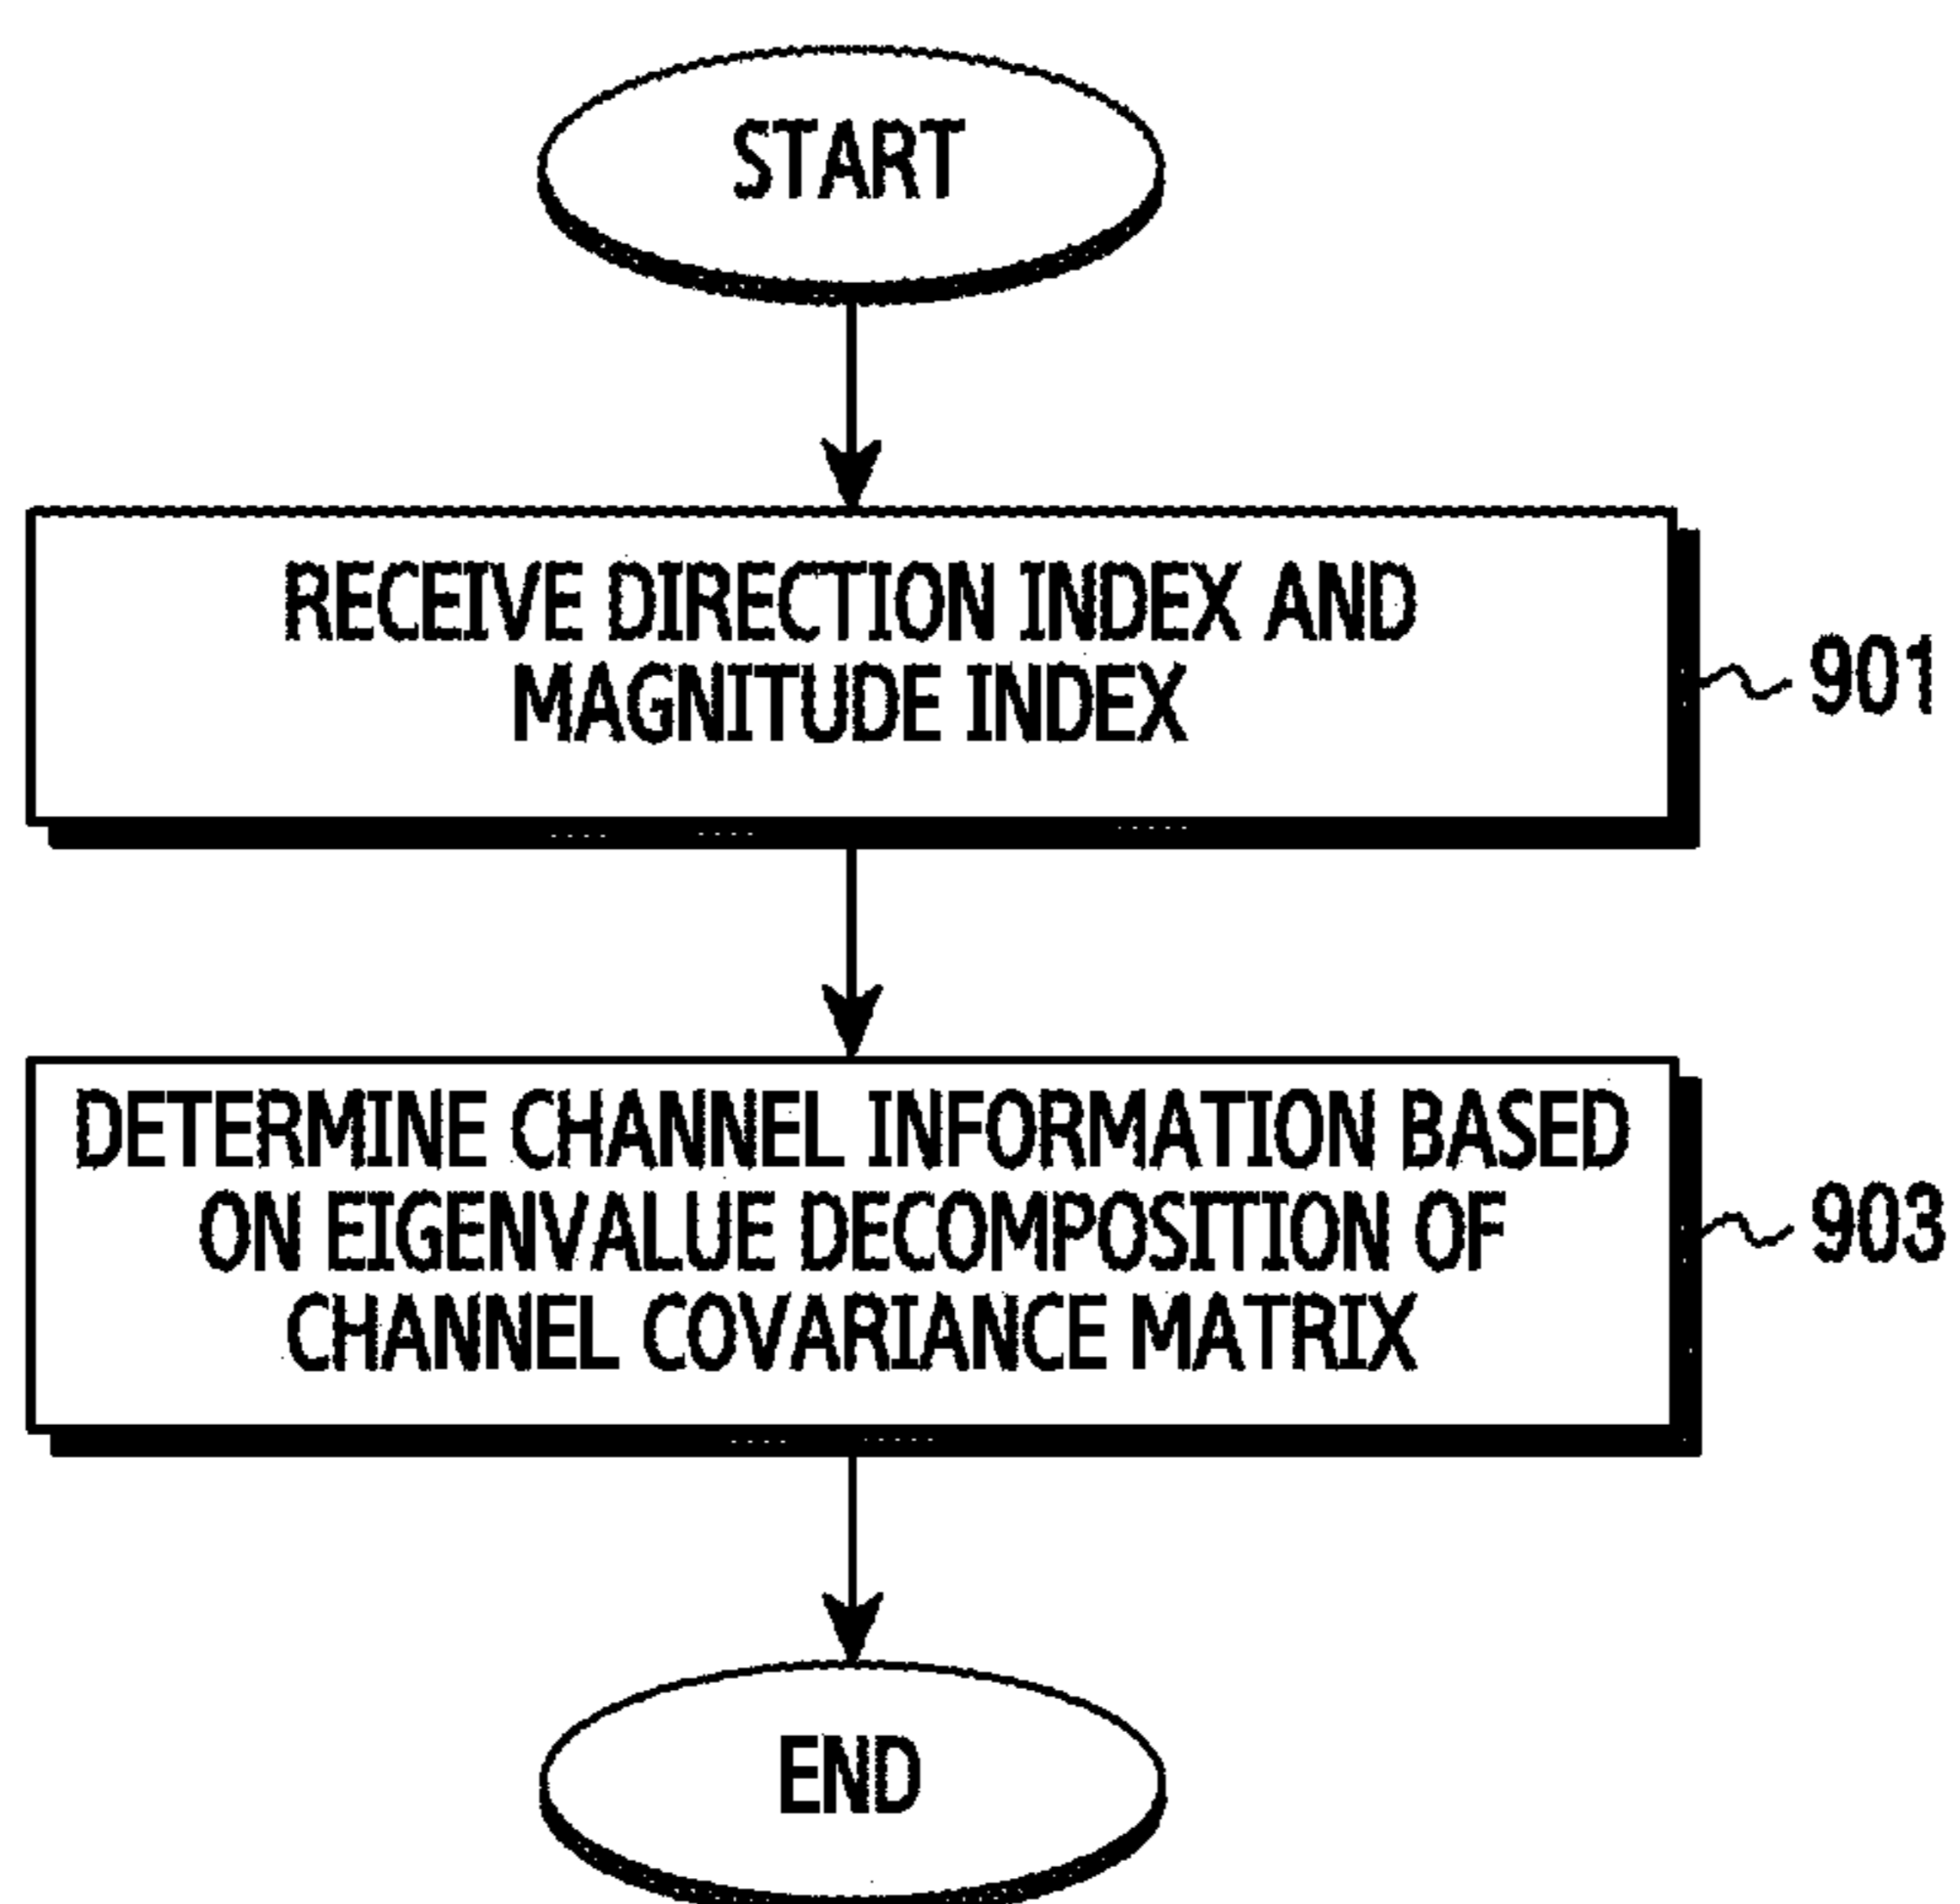 START
RECEIVE DIRECTION INDEX AND
MAGNITUDE INDEX
901
DETERMINE CHANNEL INFORMATION BASED
ON EIGENVALUE DECOMPOSITION OF
CHANNEL COVARIANCE MATRIX
903
END